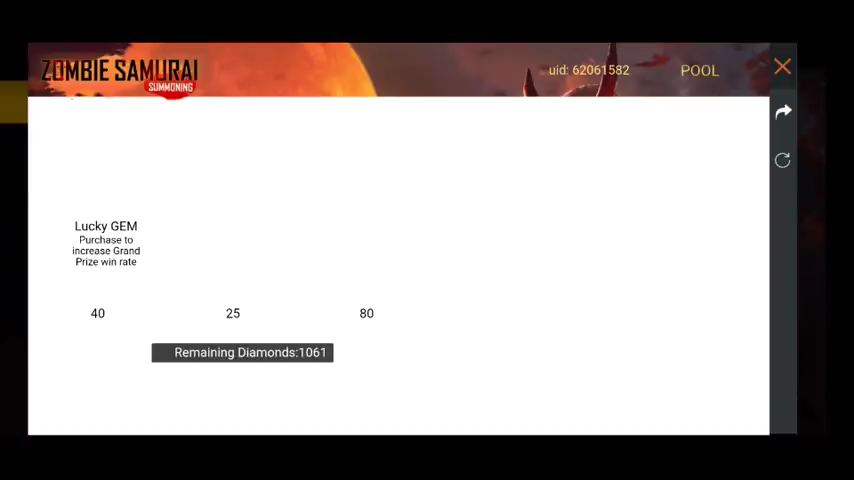 ZOMBIE SAMURAI
SUMMONING
uid: 62061582
POOL
Lucky GEM
Purchase to
increase Grand
Prize win rate
40
25
80
Remaining Diamonds:1061